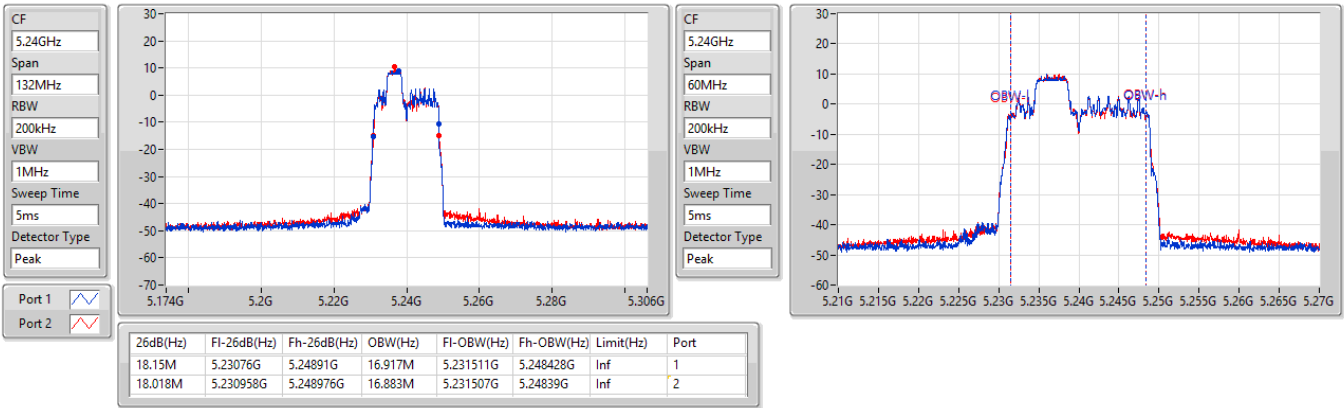 CF
5.24GHz
Span
132MHz
RBW
200kHz
VBW
1MHz
Sweep Time
5ms
Detector Type
Peak
Port 1
Port 2
30
20
10
0
-10
-20
-30
-40
-50
-60
-70
5.174G 5.2G 5.22G 5.24G 5.26G 5.28G 5.306G
CF
5.24GHz
Span
60MHz
RBW
200kHz
VBW
1MHz
Sweep Time
5ms
Detector Type
Peak
30
20
10
0
-10
-20
-30
-40
-50
-60
OBW-l OBW-h
5.21G 5.215G 5.22G 5.225G 5.23G 5.235G 5.24G 5.245G 5.25G 5.255G 5.26G 5.265G 5.27G
26dB(Hz) Fl-26dB(Hz) Fh-26dB(Hz) OBW(Hz) Fl-OBW(Hz) Fh-OBW(Hz) Limit(Hz) Port
18.15M 5.23076G 5.24891G 16.917M 5.231511G 5.248428G Inf 1
18.018M 5.230958G 5.248976G 16.883M 5.231507G 5.24839G Inf 2